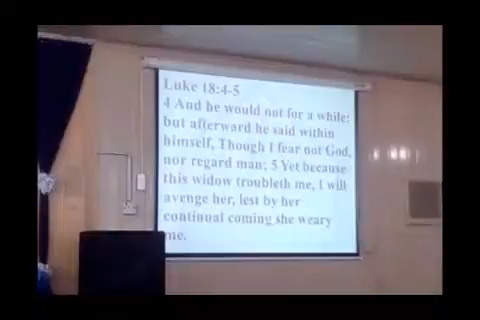 Luke 18:4-5
4 And he would not for a while:
but afterward he said within
himself, Though I fear not God,
nor regard man; 5 Yet because
this widow troubleth me, I will
avenge her, lest by her
continual coming she weary
me.